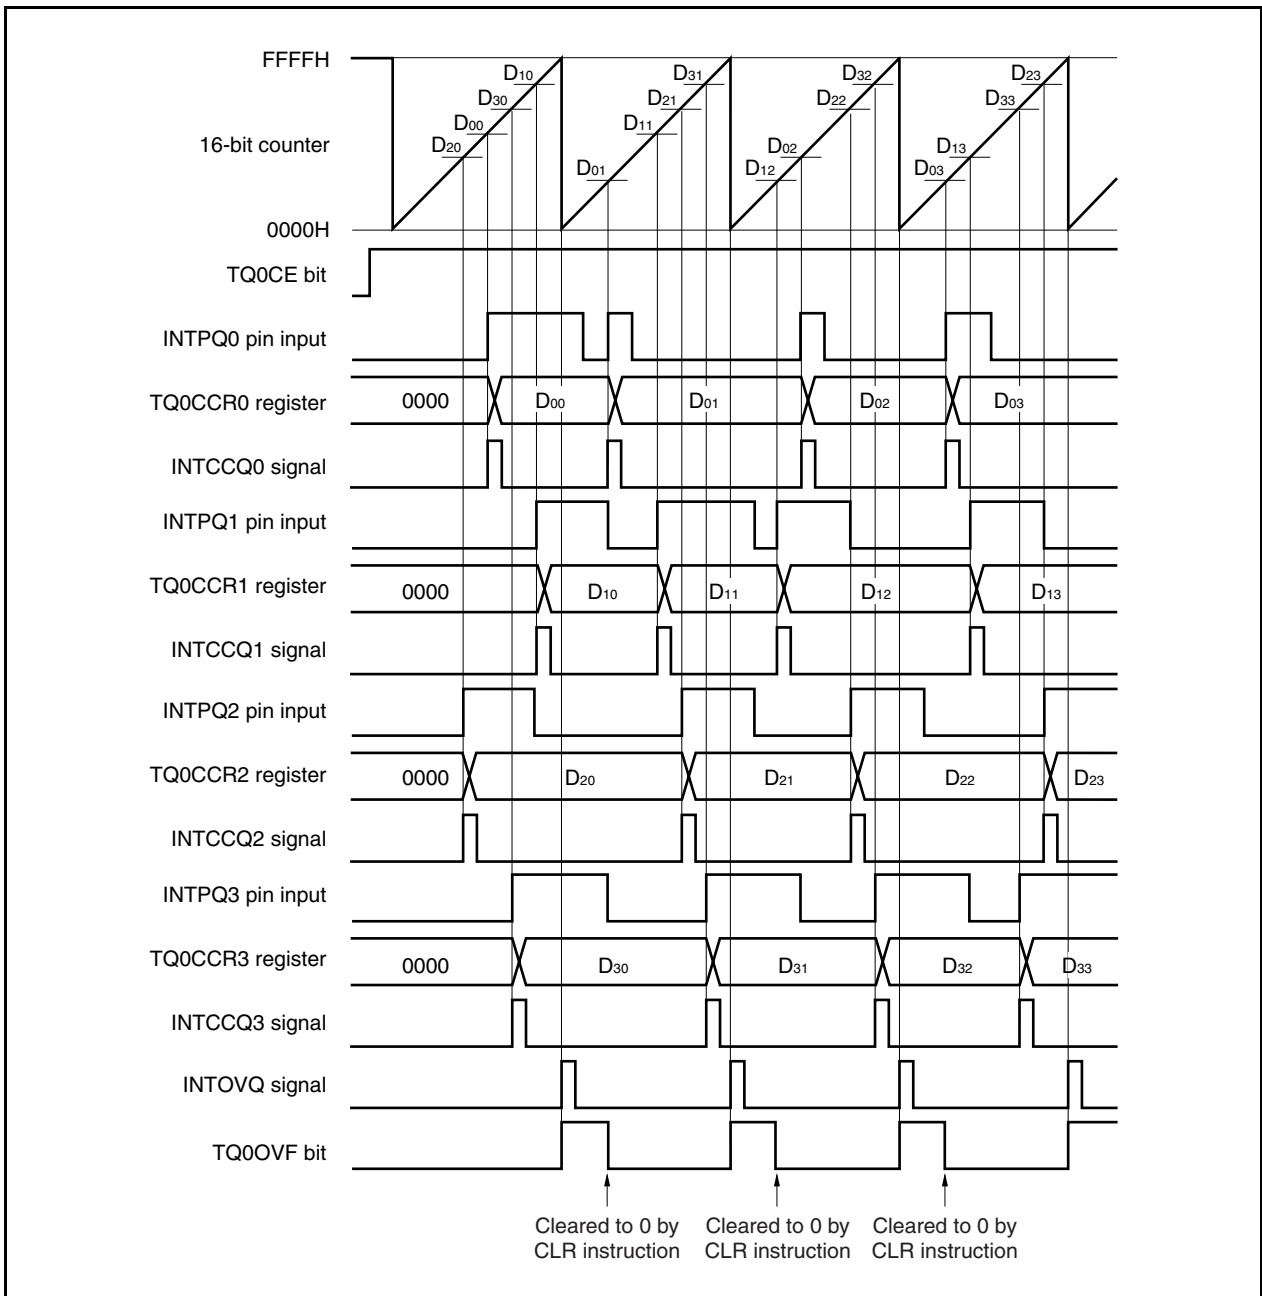 FFFFH
D10
D31
D32
D23
D30
D21
D22
D33
D00
D11
16-bit counter
D20
D02
D13
D01
D12
D03
0000H
TQ0CE bit
INTPQ0 pin input
TQ0CCR0 register
0000
D00
D01
D02
D03
INTCCQ0 signal
INTPQ1 pin input
TQ0CCR1 register
0000
D10
D11
D12
D13
INTCCQ1 signal
INTPQ2 pin input
TQ0CCR2 register
0000
D20
D21
D22
D23
INTCCQ2 signal
INTPQ3 pin input
TQ0CCR3 register
0000
D30
D31
D32
D33
INTCCQ3 signal
INTOVQ signal
TQ0OVF bit
Cleared to 0 by
CLR instruction
Cleared to 0 by
CLR instruction
Cleared to 0 by
CLR instruction